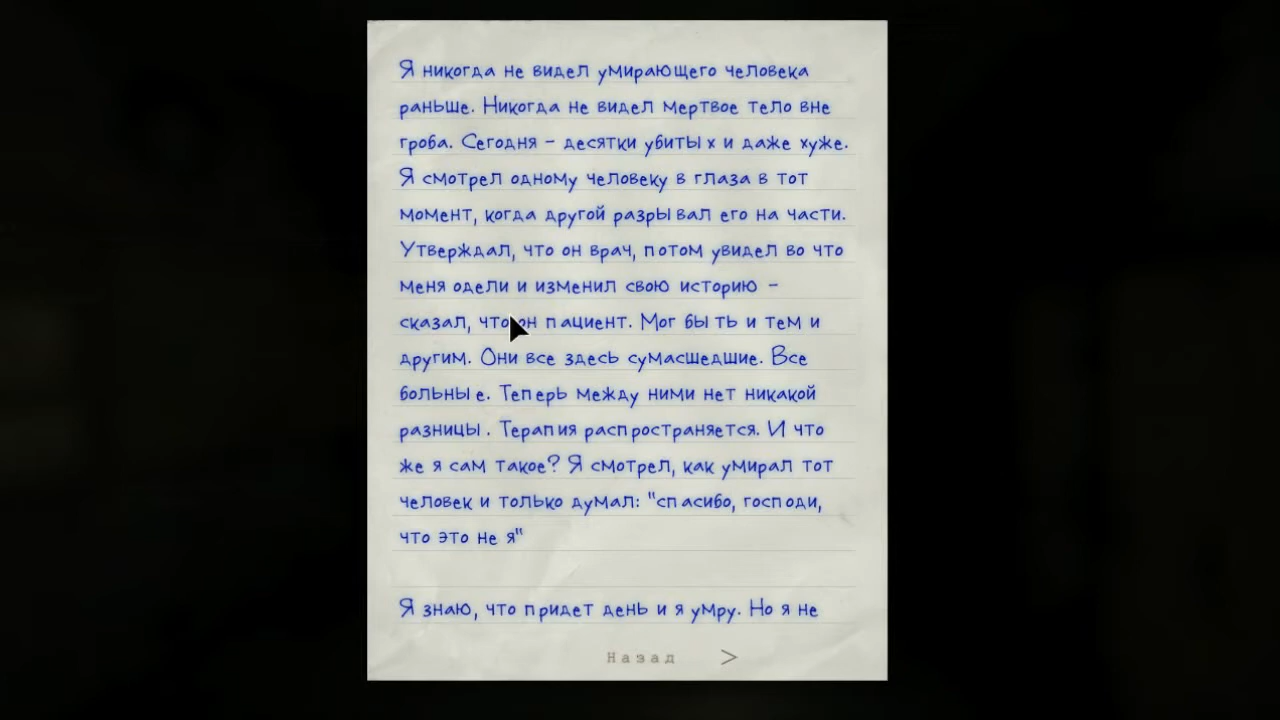 Я никогда не видел умирающего человека
раньше. Никогда не видел мертвое тело вне
гроба. Сегодня - десятки убитых и даже хуже.
Я смотрел одному человеку в глаза в тот
момент, когда другой разрывал его на части.
Утверждал, что он врач, потом увидел во что
меня одели и изменил свою историю -
сказал, что он пациент. Мог быть и тем и
другим. Они все здесь сумасшедшие. Все
больные. Теперь между ними нет никакой
разницы. Терапия распространяется. И что
же я сам такое? Я смотрел, как умирал тот
человек и только думал: "спасибо, господи,
что это не я"
Я знаю, что придет день и я умру. Но я не
Назад >